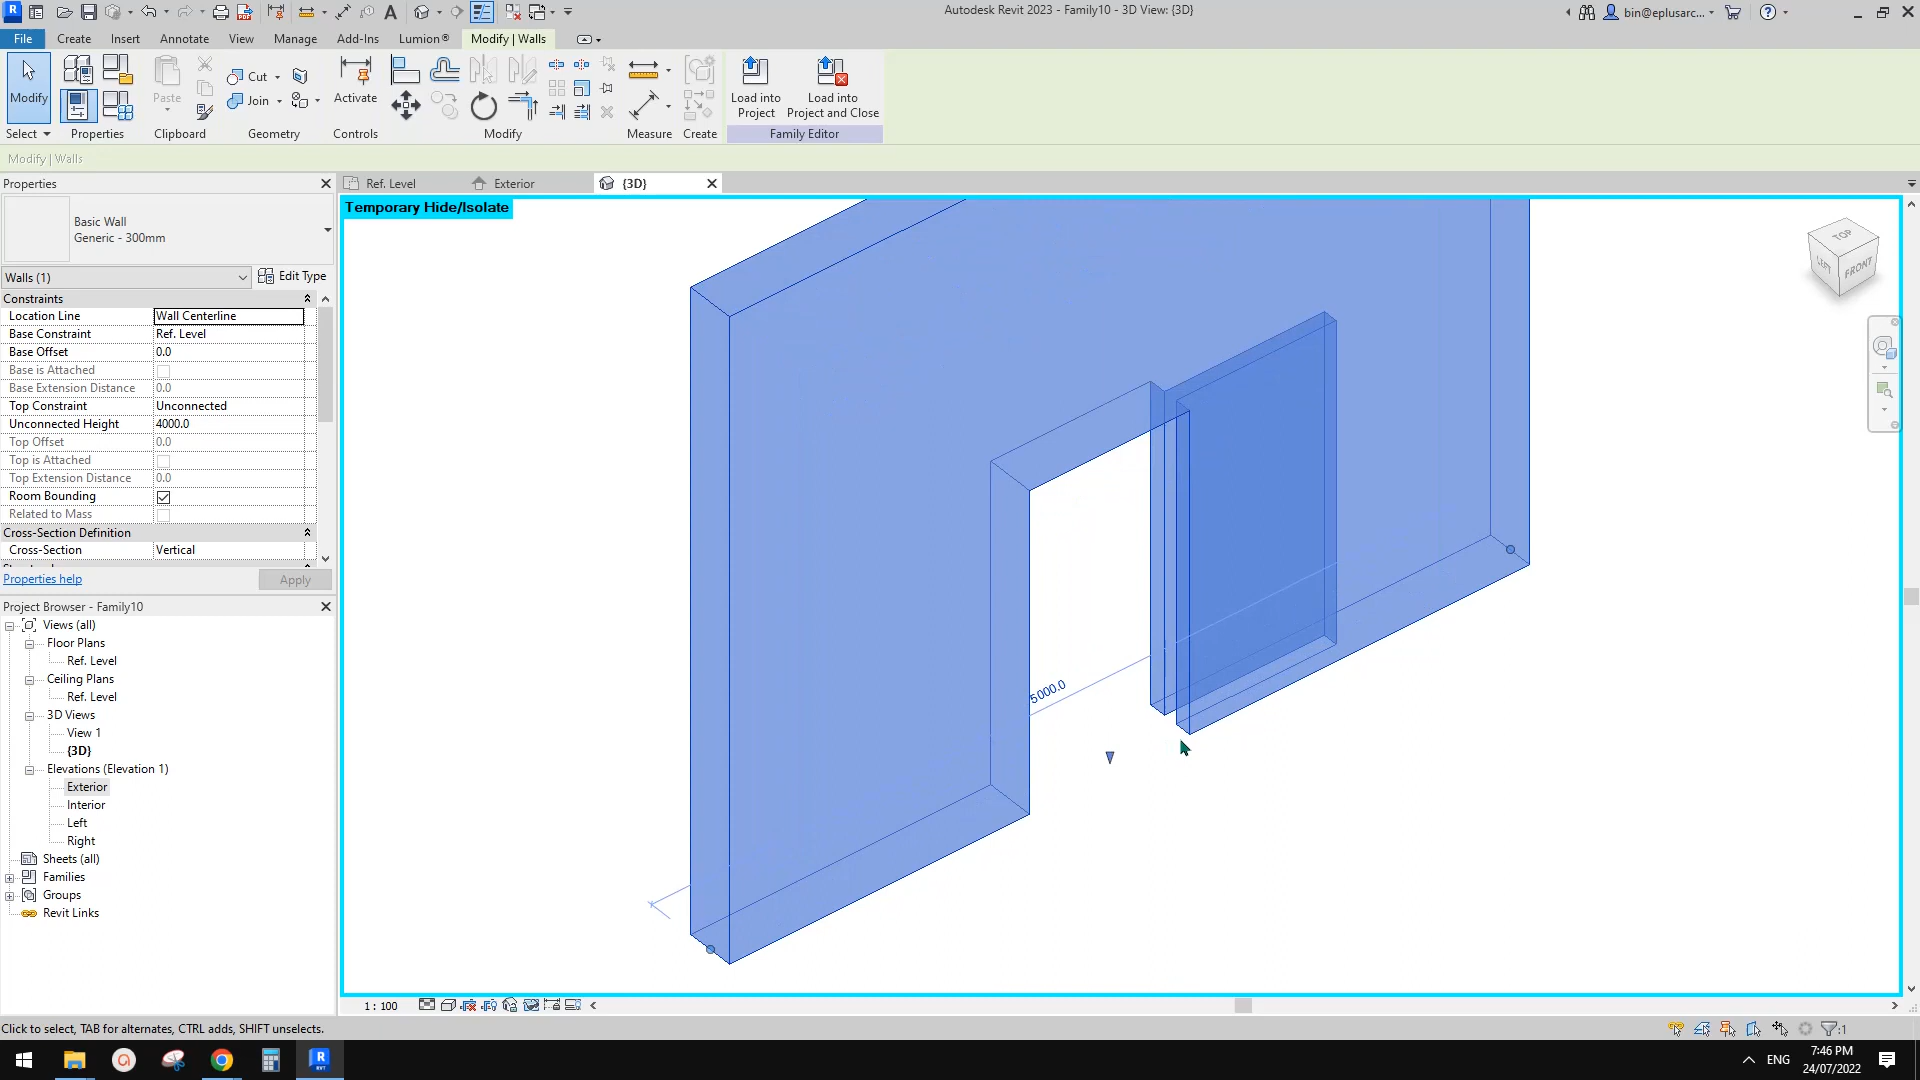 Autodesk Revit 2023 - Family10 - 3D View: {3D}
bin@eplusarc...
File
Create
Insert
Annotate
View
Manage
Add-Ins
Lumion®
Modify | Walls
Modify
Paste
Cut
Join
Activate
Load into
Project
Load into
Project and Close
Select
Properties
Clipboard
Geometry
Controls
Modify
Measure
Create
Family Editor
Modify | Walls
Properties
Ref. Level
Exterior
{3D}
Temporary Hide/Isolate
Basic Wall
Generic - 300mm
Walls (1)
Edit Type
Constraints
Location Line
Wall Centerline
Base Constraint
Ref. Level
Base Offset
0.0
Base is Attached
Base Extension Distance
0.0
Top Constraint
Unconnected
Unconnected Height
4000.0
Top Offset
0.0
Top is Attached
Top Extension Distance
0.0
Room Bounding
Related to Mass
Cross-Section Definition
Cross-Section
Vertical
Properties help
Apply
Project Browser - Family10
Views (all)
Floor Plans
Ref. Level
Ceiling Plans
Ref. Level
3D Views
View 1
{3D}
Elevations (Elevation 1)
Exterior
Interior
Left
Right
Sheets (all)
Families
Groups
Revit Links
TOP
LEFT
FRONT
5000.0
1 : 100
Click to select, TAB for alternates, CTRL adds, SHIFT unselects.
:1
ENG
7:46 PM
24/07/2022